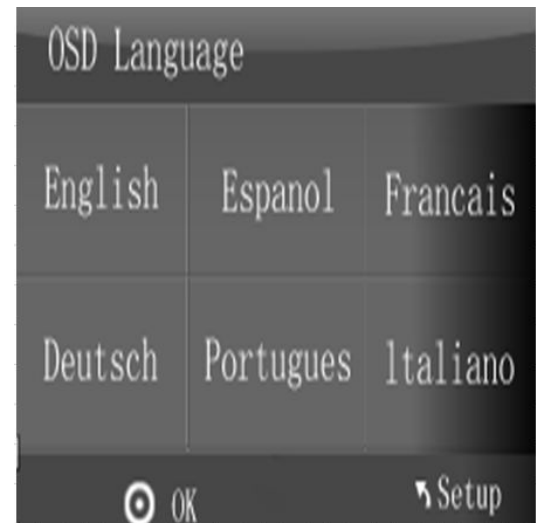 OSD Language
English Espanol Francais
Deutsch Portugues ltaliano
OK Setup